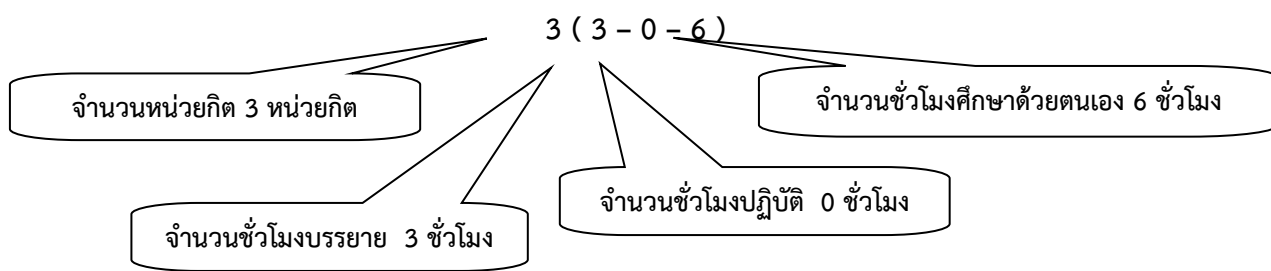 3 ( 3 – 0 – 6 )
จำนวนหน่วยกิต 3 หน่วยกิต
จำนวนชั่วโมงศึกษาด้วยตนเอง 6 ชั่วโมง
จำนวนชั่วโมงปฏิบัติ 0 ชั่วโมง
จำนวนชั่วโมงบรรยาย 3 ชั่วโมง